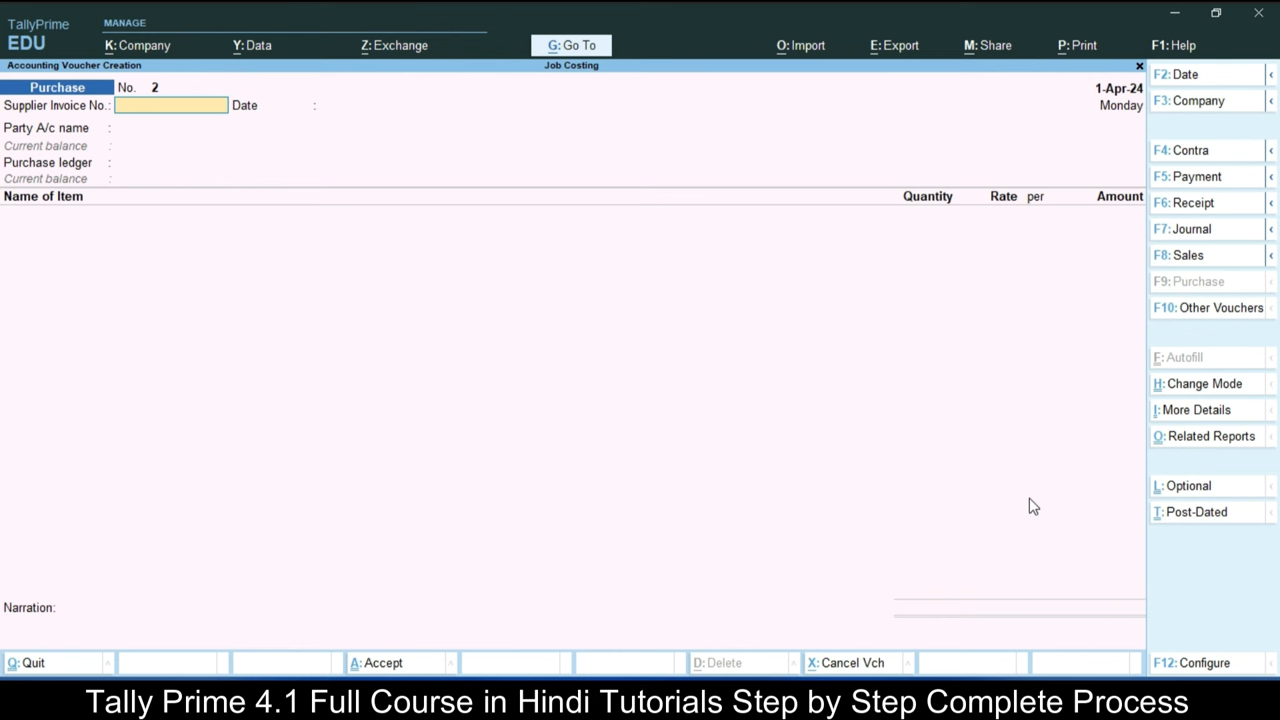 TallyPrime
EDU
MANAGE
K: Company
Y: Data
Z: Exchange
G: Go To
O: Import
E: Export
M: Share
P: Print
F1: Help
Accounting Voucher Creation
Job Costing
Purchase No. 2
1-Apr-24
Supplier Invoice No.: Date :
Monday
Party A/c name :
Current balance :
Purchase ledger :
Current balance :
Name of Item Quantity Rate per Amount
Narration:
F2: Date
F3: Company
F4: Contra
F5: Payment
F6: Receipt
F7: Journal
F8: Sales
F9: Purchase
F10: Other Vouchers
F: Autofill
H: Change Mode
I: More Details
O: Related Reports
L: Optional
T: Post-Dated
Q: Quit
A: Accept
D: Delete
X: Cancel Vch
F12: Configure
Tally Prime 4.1 Full Course in Hindi Tutorials Step by Step Complete Process